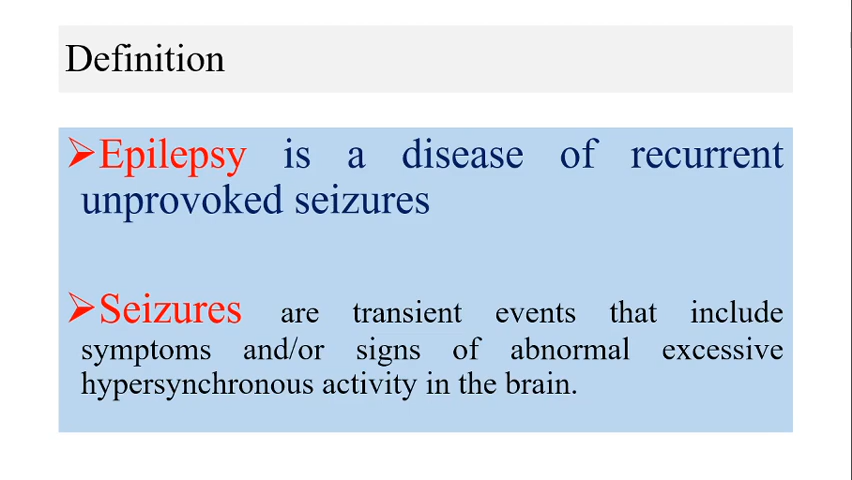 Definition
➢Epilepsy is a disease of recurrent
unprovoked seizures
➢Seizures are transient events that include
symptoms and/or signs of abnormal excessive
hypersynchronous activity in the brain.